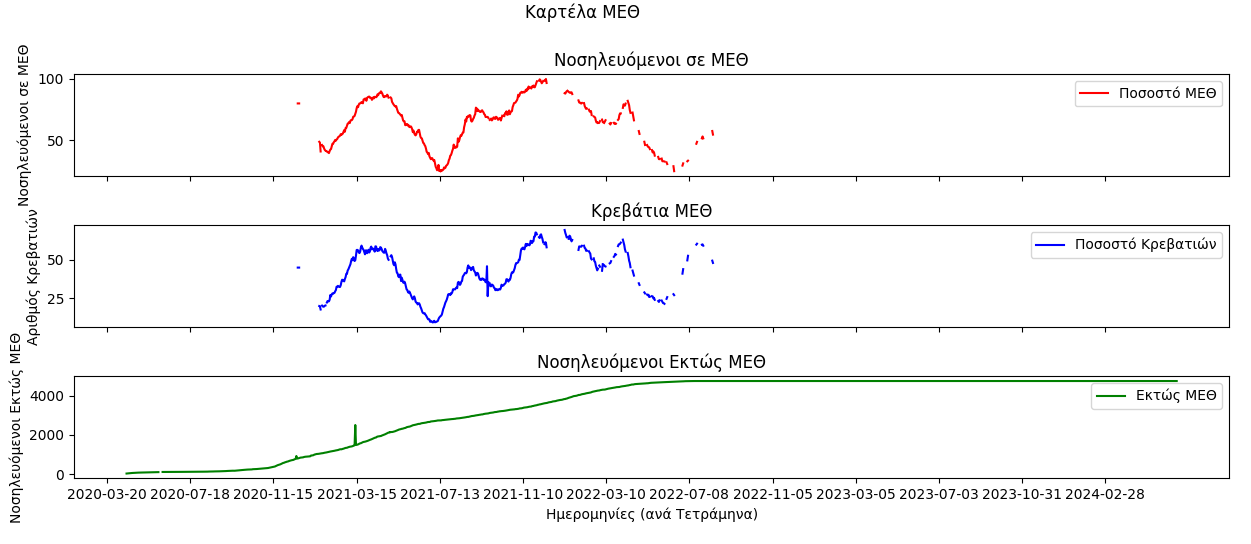 Καρτέλα ΜΕΘ
Νοσηλευόμενοι σε ΜΕΘ
Νοσηλευόμενοι σε ΜΕΘ
100
50
Ποσοστό ΜΕΘ
Κρεβάτια ΜΕΘ
Αριθμός Κρεβατιών
50
25
Ποσοστό Κρεβατιών
Νοσηλευόμενοι Εκτώς ΜΕΘ
Νοσηλευόμενοι Εκτώς ΜΕΘ
4000
2000
0
Εκτώς ΜΕΘ
2020-03-20 2020-07-18 2020-11-15 2021-03-15 2021-07-13 2021-11-10 2022-03-10 2022-07-08 2022-11-05 2023-03-05 2023-07-03 2023-10-31 2024-02-28
Ημερομηνίες (ανά Τετράμηνα)